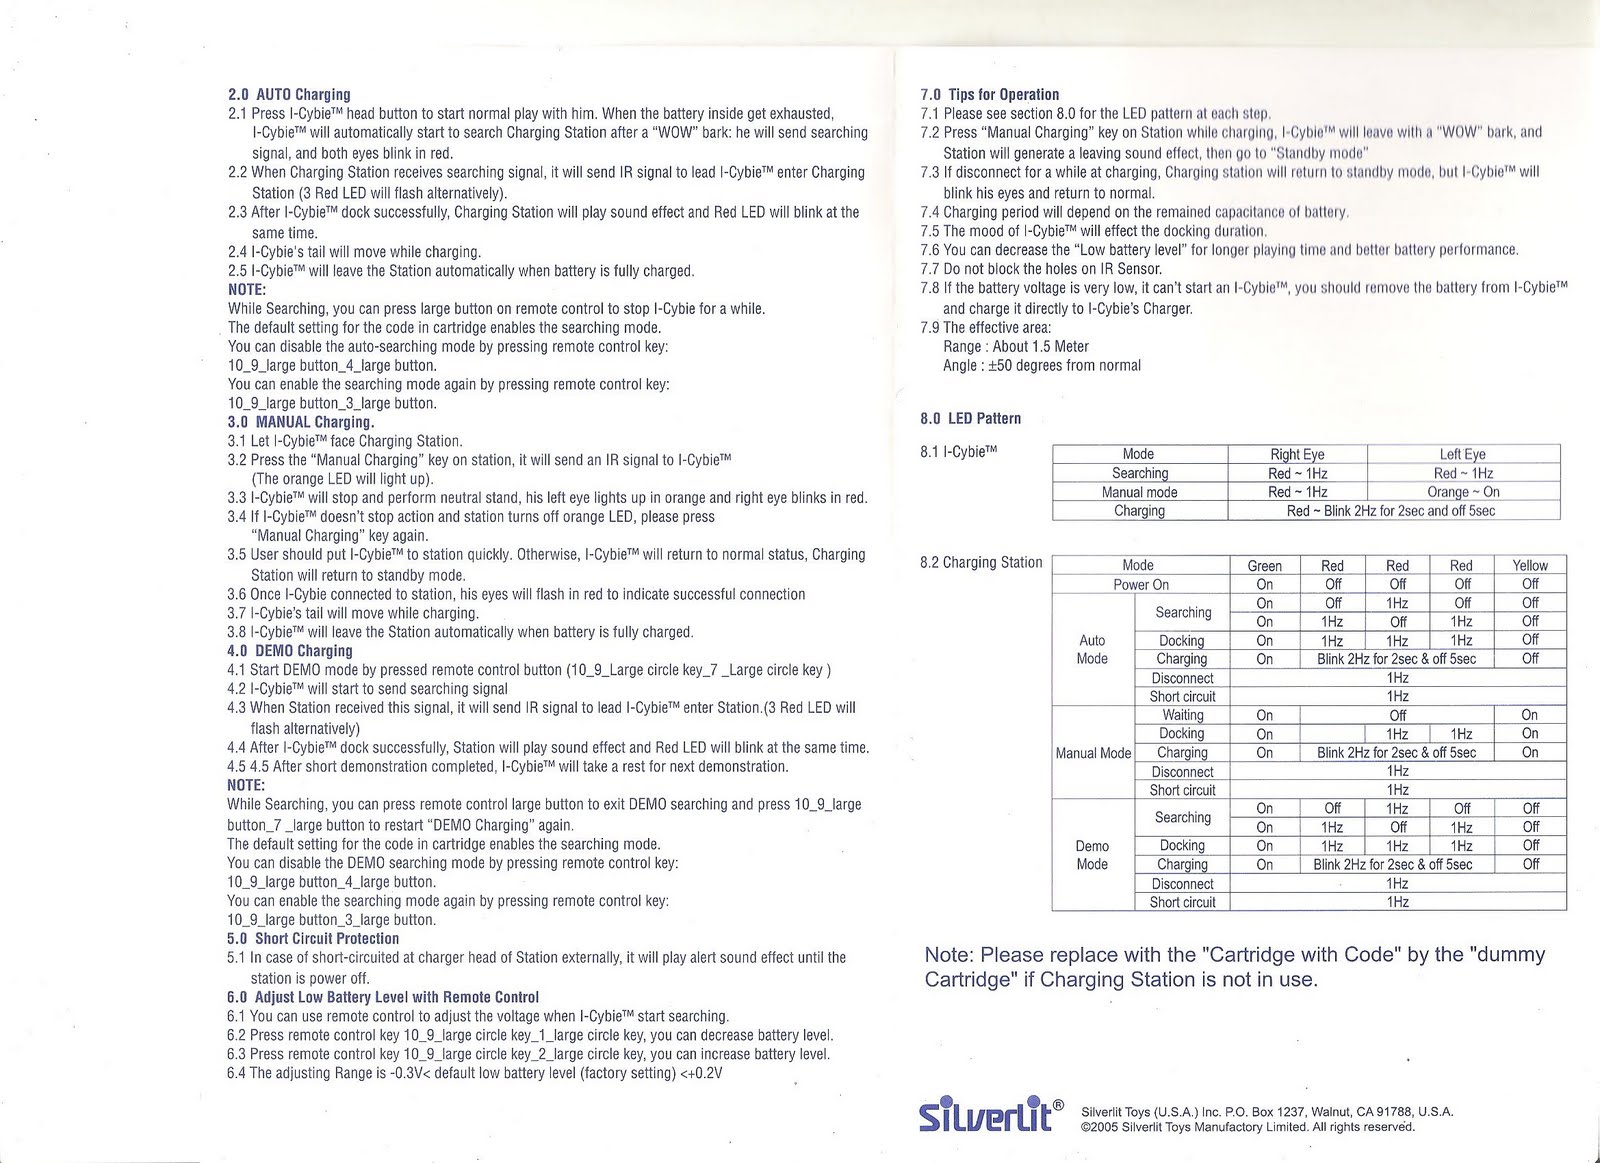 2.0 AUTO Charging
2.1 Press I-Cybie™ head button to start normal play with him. When the battery inside get exhausted,
I-Cybie™ will automatically start to search Charging Station after a “WOW” bark: he will send searching
signal, and both eyes blink in red.
2.2 When Charging Station receives searching signal, it will send IR signal to lead I-Cybie™ enter Charging
Station (3 Red LED will flash alternatively).
2.3 After I-Cybie™ dock successfully, Charging Station will play sound effect and Red LED will blink at the
same time.
2.4 I-Cybie's tail will move while charging.
2.5 I-Cybie™ will leave the Station automatically when battery is fully charged.
NOTE:
While Searching, you can press large button on remote control to stop I-Cybie for a while.
The default setting for the code in cartridge enables the searching mode.
You can disable the auto-searching mode by pressing remote control key:
10_9_large button_4_large button.
You can enable the searching mode again by pressing remote control key:
10_9_large button_3_large button.
3.0 MANUAL Charging.
3.1 Let I-Cybie™ face Charging Station.
3.2 Press the “Manual Charging” key on station, it will send an IR signal to I-Cybie™
(The orange LED will light up).
3.3 I-Cybie™ will stop and perform neutral stand, his left eye lights up in orange and right eye blinks in red.
3.4 If I-Cybie™ doesn't stop action and station turns off orange LED, please press
“Manual Charging” key again.
3.5 User should put I-Cybie™ to station quickly. Otherwise, I-Cybie™ will return to normal status, Charging
Station will return to standby mode.
3.6 Once I-Cybie connected to station, his eyes will flash in red to indicate successful connection
3.7 I-Cybie's tail will move while charging.
3.8 I-Cybie™ will leave the Station automatically when battery is fully charged.
4.0 DEMO Charging
4.1 Start DEMO mode by pressed remote control button (10_9_Large circle key_7 _Large circle key )
4.2 I-Cybie™ will start to send searching signal
4.3 When Station received this signal, it will send IR signal to lead I-Cybie™ enter Station.(3 Red LED will
flash alternatively)
4.4 After I-Cybie™ dock successfully, Station will play sound effect and Red LED will blink at the same time.
4.5 4.5 After short demonstration completed, I-Cybie™ will take a rest for next demonstration.
NOTE:
While Searching, you can press remote control large button to exit DEMO searching and press 10_9_large
button_7 _large button to restart “DEMO Charging” again.
The default setting for the code in cartridge enables the searching mode.
You can disable the DEMO searching mode by pressing remote control key:
10_9_large button_4_large button.
You can enable the searching mode again by pressing remote control key:
10_9_large button_3_large button.
5.0 Short Circuit Protection
5.1 In case of short-circuited at charger head of Station externally, it will play alert sound effect until the
station is power off.
6.0 Adjust Low Battery Level with Remote Control
6.1 You can use remote control to adjust the voltage when I-Cybie™ start searching.
6.2 Press remote control key 10_9_large circle key_1_large circle key, you can decrease battery level.
6.3 Press remote control key 10_9_large circle key_2_large circle key, you can increase battery level.
6.4 The adjusting Range is -0.3V< default low battery level (factory setting) <+0.2V
7.0 Tips for Operation
7.1 Please see section 8.0 for the LED pattern at each step.
7.2 Press “Manual Charging” key on Station while charging, I-Cybie™ will leave with a "WOW" bark, and
Station will generate a leaving sound effect, then go to "Standby mode"
7.3 If disconnect for a while at charging, Charging station will return to standby mode, but I-Cybie™ will
blink his eyes and return to normal.
7.4 Charging period will depend on the remained capacitance of battery.
7.5 The mood of I-Cybie™ will effect the docking duration.
7.6 You can decrease the “Low battery level” for longer playing time and better battery performance.
7.7 Do not block the holes on IR Sensor.
7.8 If the battery voltage is very low, it can't start an I-Cybie™, you should remove the battery from I-Cybie™
and charge it directly to I-Cybie's Charger.
7.9 The effective area:
Range : About 1.5 Meter
Angle : ±50 degrees from normal
8.0 LED Pattern
8.1 I-Cybie™
Mode Right Eye Left Eye
Searching Red ~ 1Hz Red ~ 1Hz
Manual mode Red ~ 1Hz Orange ~ On
Charging Red ~ Blink 2Hz for 2sec and off 5sec
8.2 Charging Station
Mode Green Red Red Red Yellow
Power On On Off Off Off Off
Auto Mode
Searching On Off 1Hz Off Off
On 1Hz Off 1Hz Off
Docking On 1Hz 1Hz 1Hz Off
Charging On Blink 2Hz for 2sec & off 5sec Off
Disconnect 1Hz
Short circuit 1Hz
Manual Mode
Waiting On Off On
Docking On 1Hz 1Hz On
Charging On Blink 2Hz for 2sec & off 5sec On
Disconnect 1Hz
Short circuit 1Hz
Demo Mode
Searching On Off 1Hz Off Off
On 1Hz Off 1Hz Off
Docking On 1Hz 1Hz 1Hz Off
Charging On Blink 2Hz for 2sec & off 5sec Off
Disconnect 1Hz
Short circuit 1Hz
Note: Please replace with the "Cartridge with Code" by the "dummy
Cartridge" if Charging Station is not in use.
Silverlit® Silverlit Toys (U.S.A.) Inc. P.O. Box 1237, Walnut, CA 91788, U.S.A.
©2005 Silverlit Toys Manufactory Limited. All rights reserved.